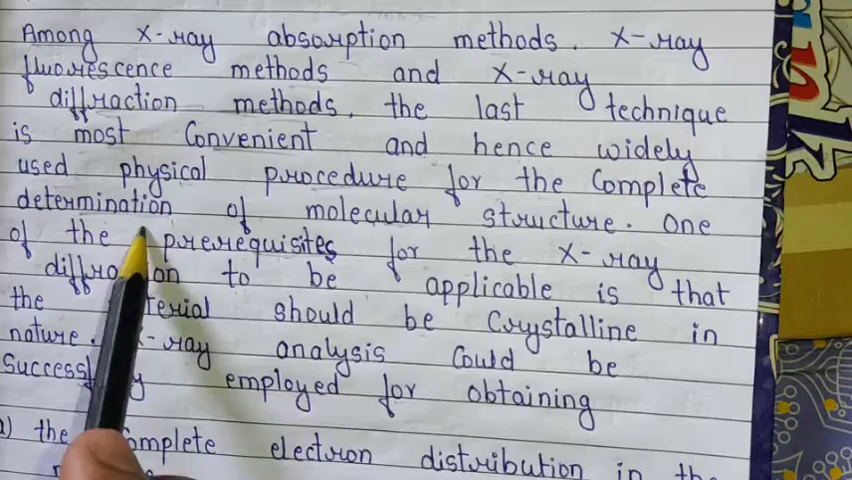 Among X-ray absorption methods. X-ray
fluorescence methods and X-ray
diffraction methods, the last technique
is most Convenient and hence widely
used physical procedure for the Complete
determination of molecular structure. One
of the prerequisites for the X-ray
to be applicable is that
the should be Crystalline in
nature. analysis Could be
employed for obtaining
the electron distribution in the